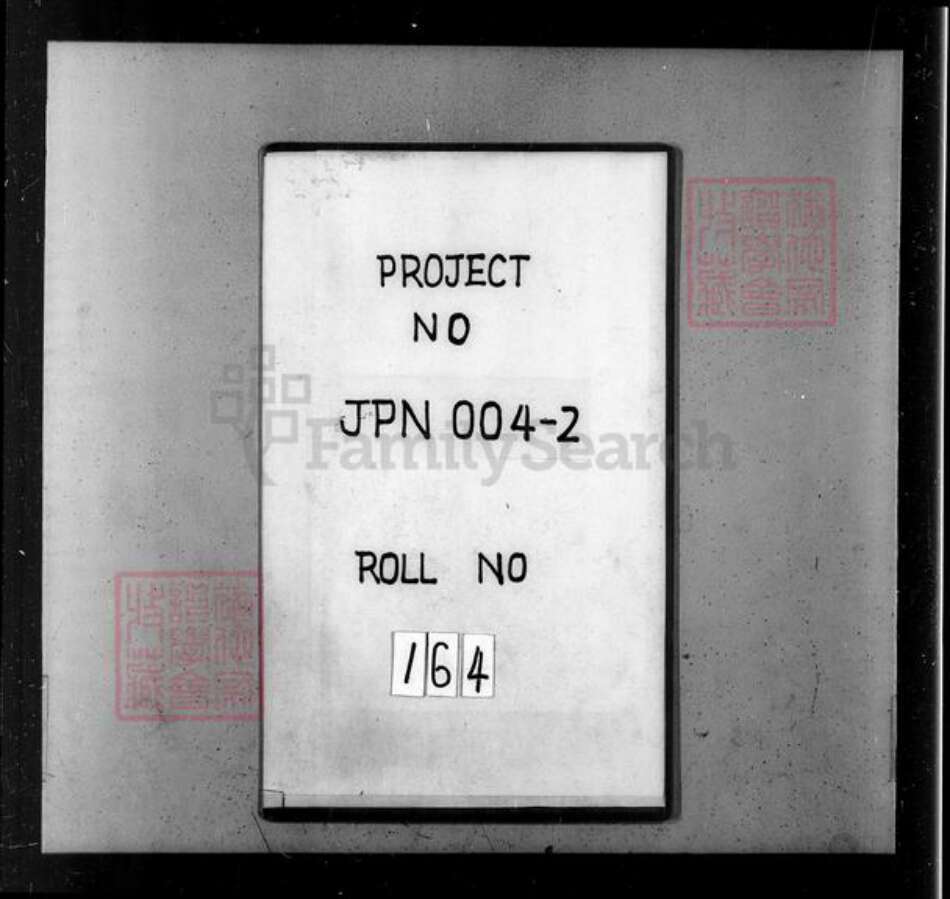 PROJECT
NO
JPN 004-2
FamilySearch
ROLL NO
164